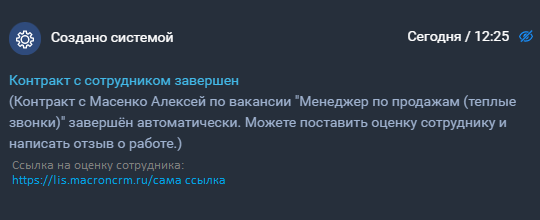 Создано системой
Сегодня / 12:25
Контракт с сотрудником завершен
(Контракт с Масенко Алексей по вакансии "Менеджер по продажам (теплые
звонки)" завершён автоматически. Можете поставить оценку сотруднику и
написать отзыв о работе.)
Ссылка на оценку сотрудника:
https://lis.macroncrm.ru/сама ссылка